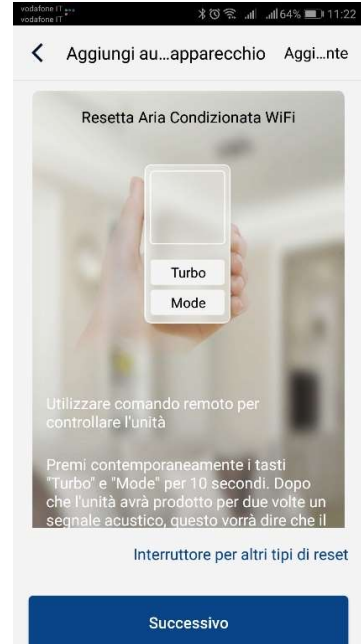 vodafone IT
vodafone IT
64% 11:22
Aggiungi au...apparecchio Aggi...nte
Resetta Aria Condizionata WiFi
Turbo
Mode
Utilizzare comando remoto per
controllare l'unità
Premi contemporaneamente i tasti
"Turbo" e "Mode" per 10 secondi. Dopo
che l'unità avrà prodotto per due volte un
segnale acustico, questo vorrà dire che il
Interruttore per altri tipi di reset
Successivo